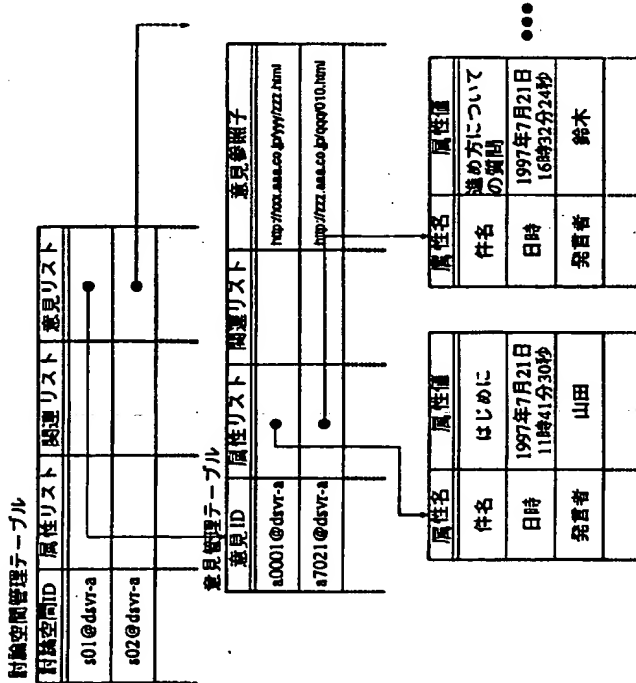 討論空間管理テーブル
討論空間ID 属性リスト 関連リスト 意見リスト
s01@dsvr-a
s02@dsvr-a
意見管理テーブル
意見ID 属性リスト 関連リスト 意見参照子
a0001@dsvr-a http://xxx.aaa.co.jp/yyy/zzz.html
a7021@dsvr-a http://zzz.aaa.co.jp/qqq/010.html
属性名 属性値
件名 はじめに
日時 1997年7月21日
11時41分30秒
発言者 山田
属性名 属性値
件名 進め方について
の質問
日時 1997年7月21日
16時32分24秒
発言者 鈴木